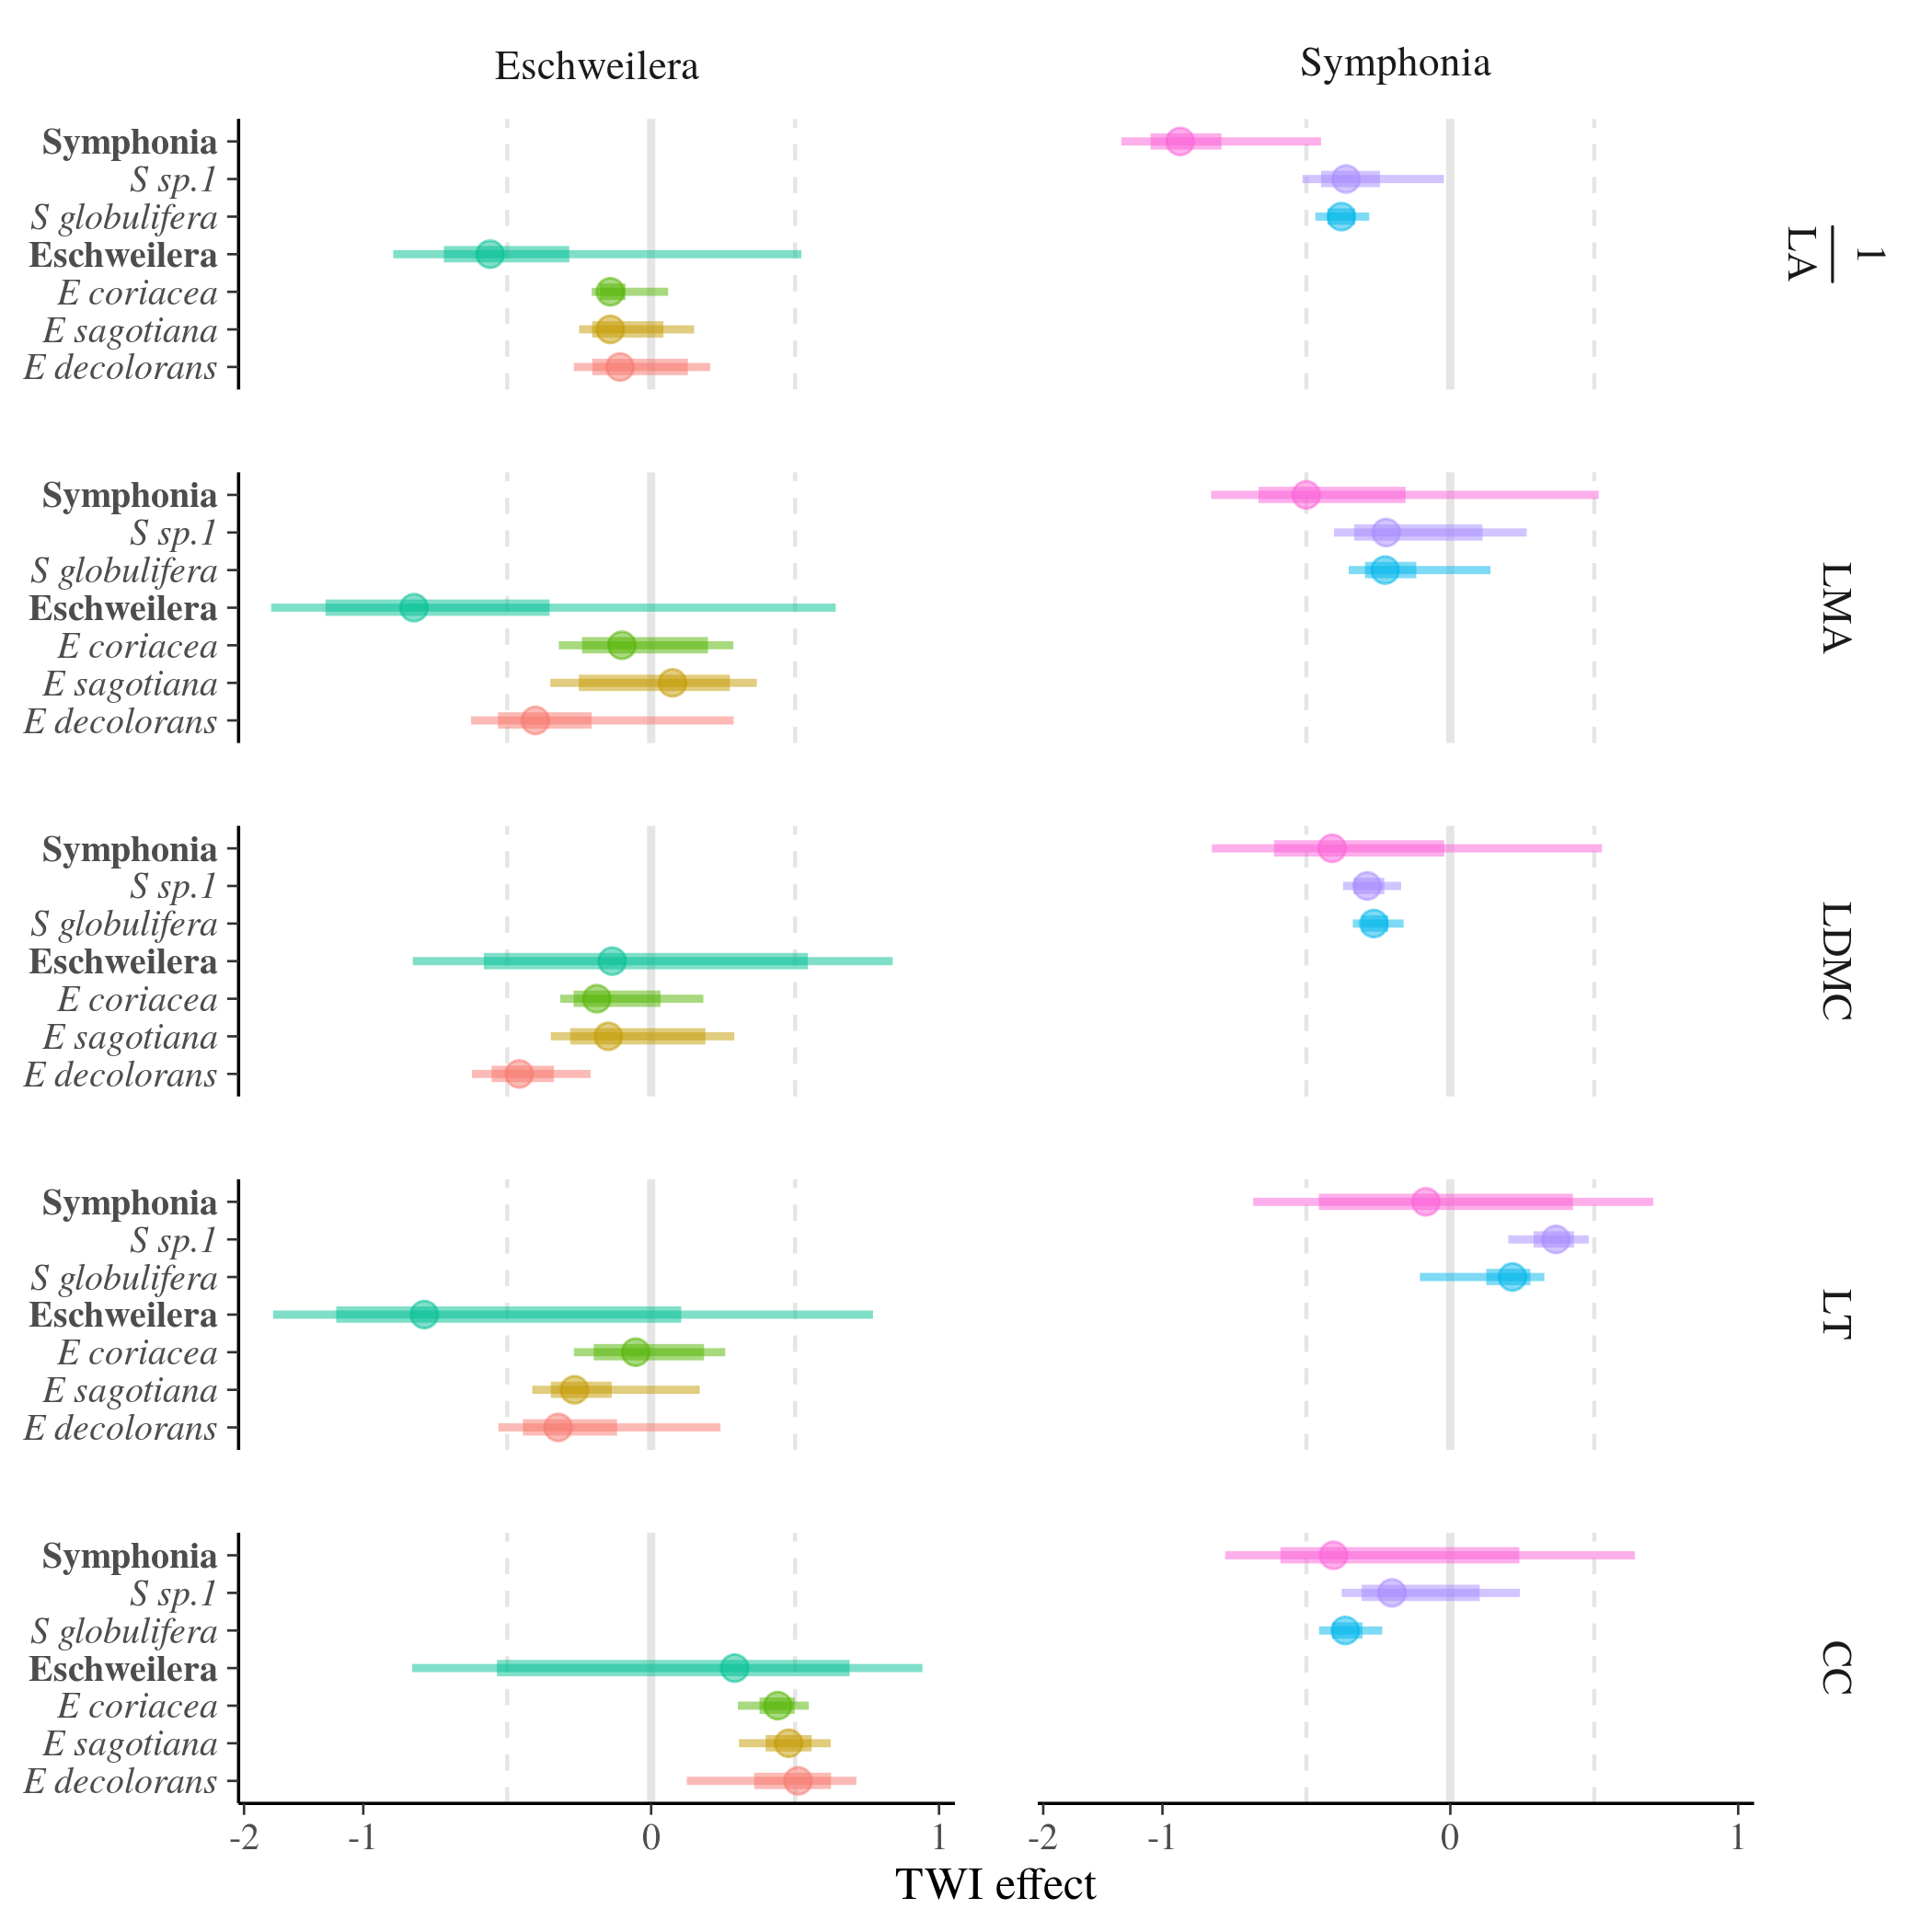 Eschweilera
Symphonia
Symphonia
S sp.1
S globulifera
Eschweilera
E coriacea
E sagotiana
E decolorans
1
LA
Symphonia
S sp.1
S globulifera
Eschweilera
E coriacea
E sagotiana
E decolorans
LMA
Symphonia
S sp.1
S globulifera
Eschweilera
E coriacea
E sagotiana
E decolorans
LDMC
Symphonia
S sp.1
S globulifera
Eschweilera
E coriacea
E sagotiana
E decolorans
LT
Symphonia
S sp.1
S globulifera
Eschweilera
E coriacea
E sagotiana
E decolorans
CC
-2 -1 0 1
-2 -1 0 1
TWI effect